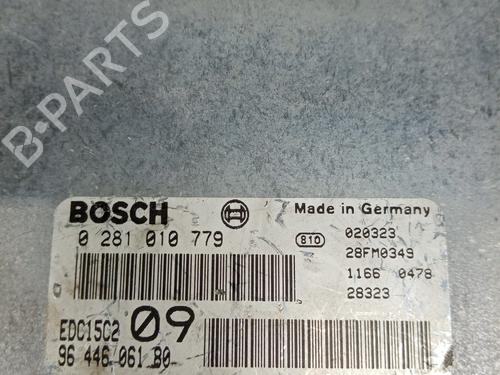 B-PARTS
BOSCH
Made in Germany
0 281 010 779
810
020323
28FM0349
1166 0478
28323
EDC15C2 09
96 446 061 80